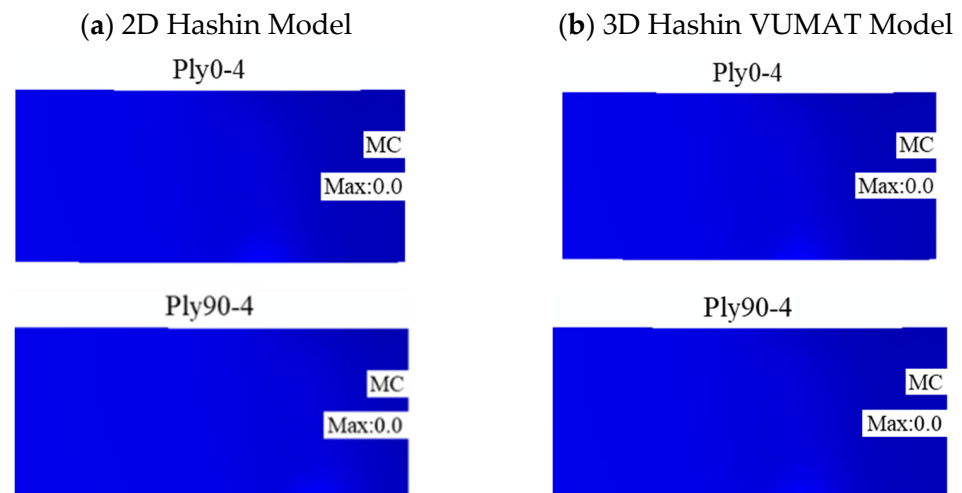 (a) 2D Hashin Model
(b) 3D Hashin VUMAT Model
Ply0-4
Ply0-4
MC
Max:0.0
MC
Max:0.0
Ply90-4
Ply90-4
MC
Max:0.0
MC
Max:0.0